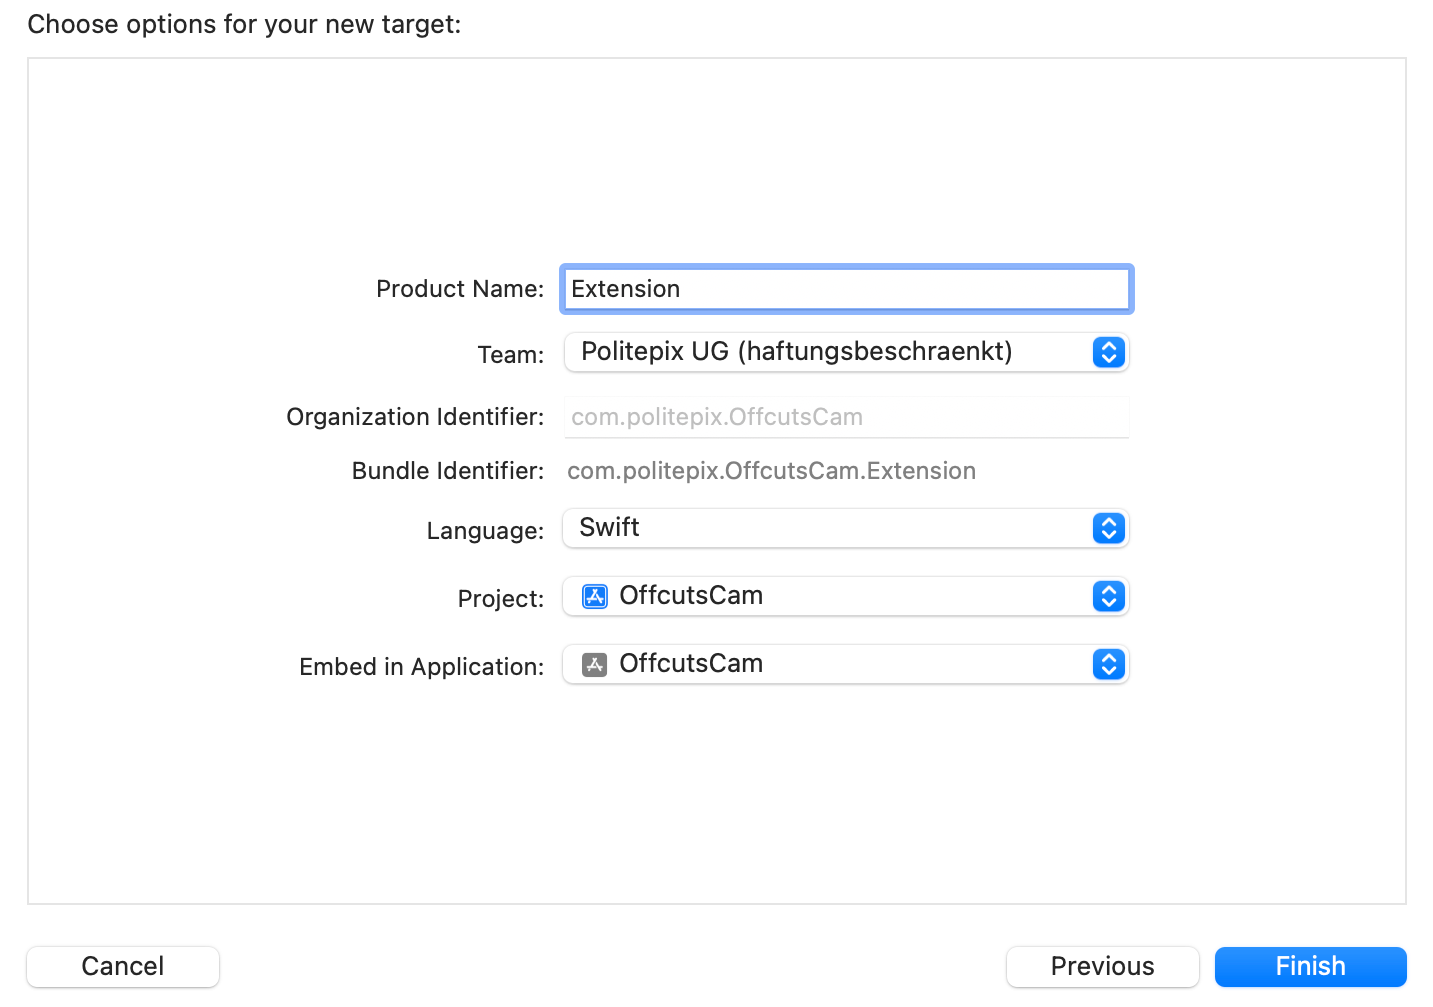 Choose options for your new target:
Product Name: Extension
Team: Politepix UG (haftungsbeschraenkt)
Organization Identifier: com.politepix.OffcutsCam
Bundle Identifier: com.politepix.OffcutsCam.Extension
Language: Swift
Project: OffcutsCam
Embed in Application: OffcutsCam
Cancel Previous Finish